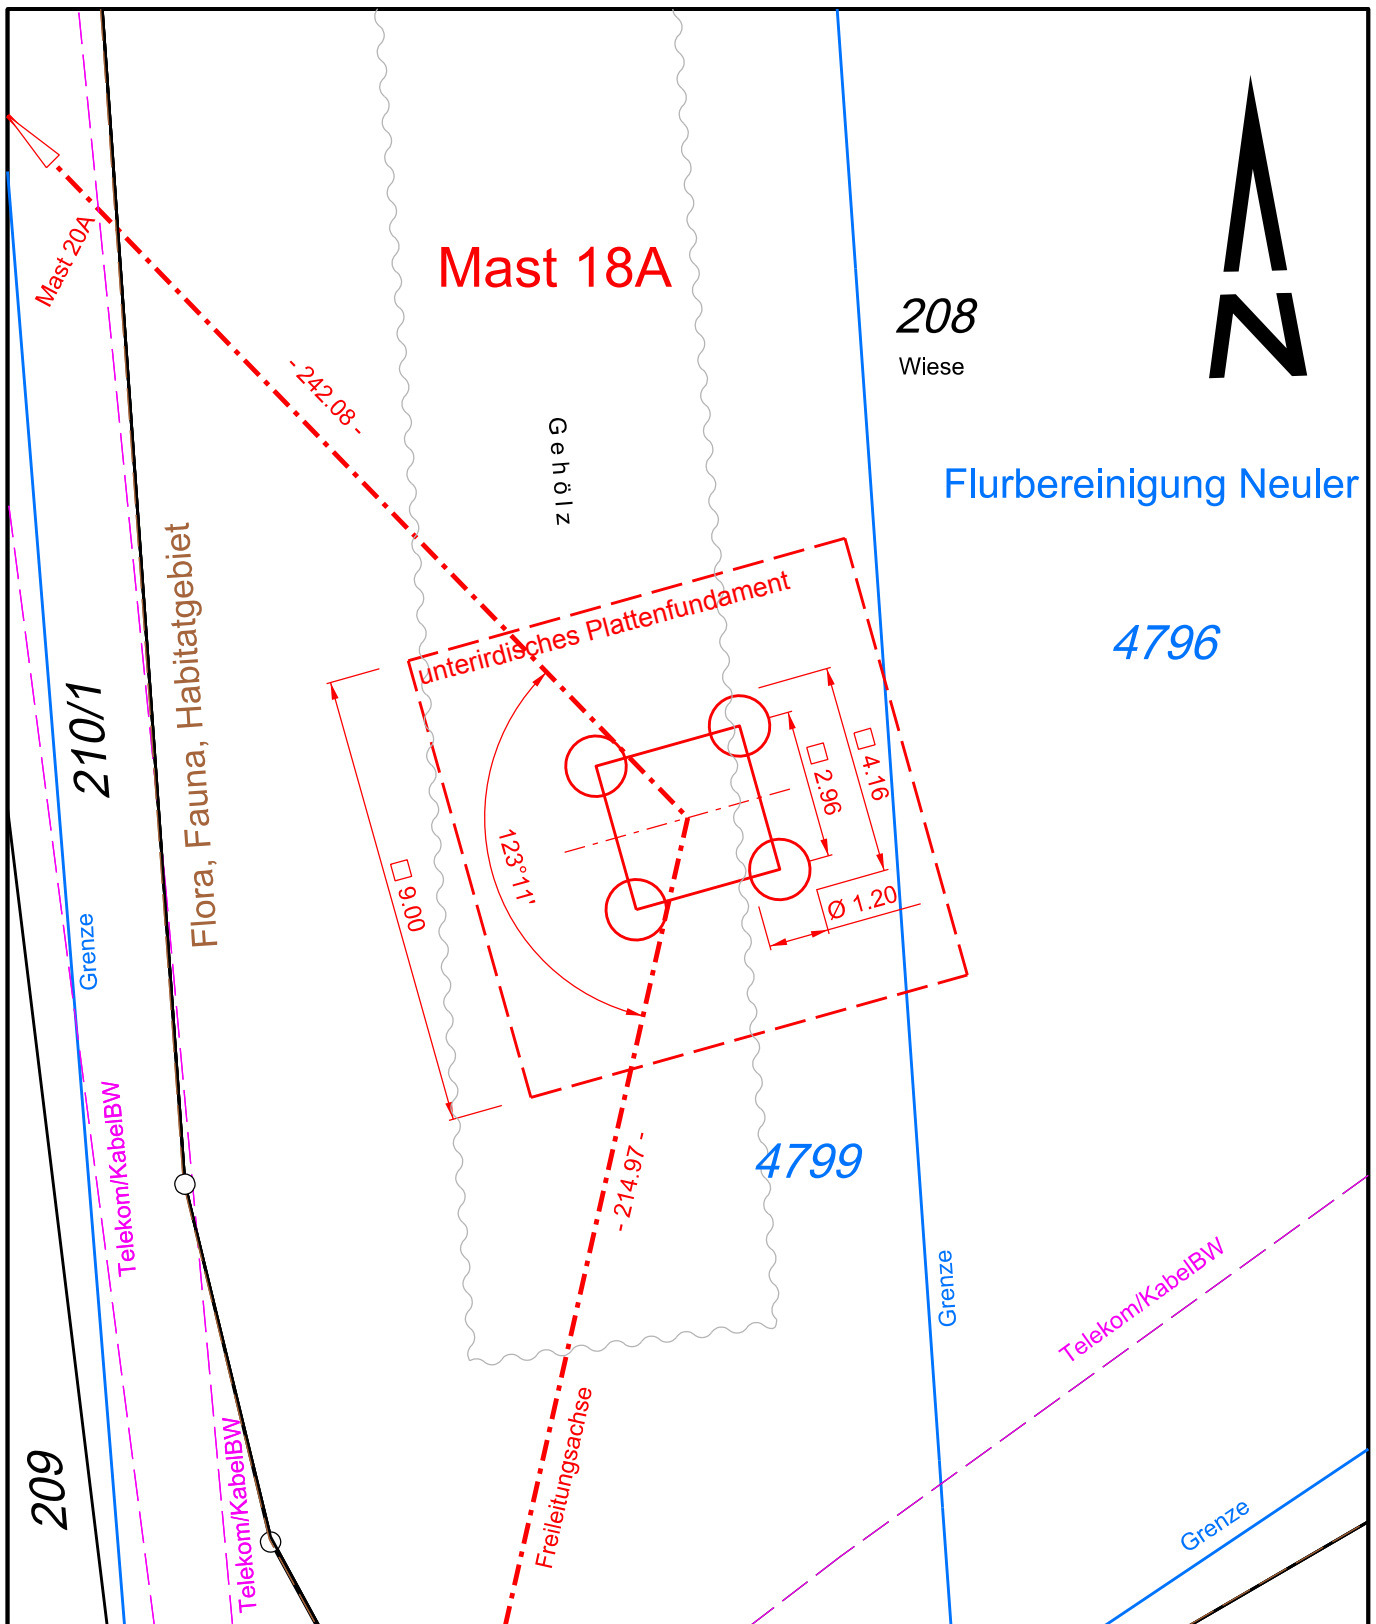 Mast 20A
Mast 18A
N
208
Wiese
- 242.08 -
Gehölz
Flurbereinigung Neuler
unterirdisches Plattenfundament
4796
210/1
Flora, Fauna, Habitatgebiet
□ 4.16
□ 2.96
123°11'
□ 9.00
Ø 1.20
Grenze
Telekom/KabelBW
- 214.97 -
4799
Grenze
Telekom/KabelBW
Freileitungsachse
Telekom/KabelBW
209
Grenze